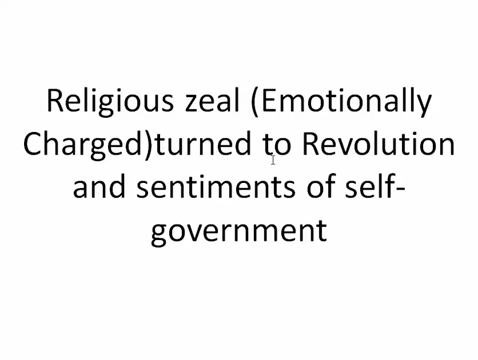 Religious zeal (Emotionally
Charged)turned to Revolution
and sentiments of self-
government